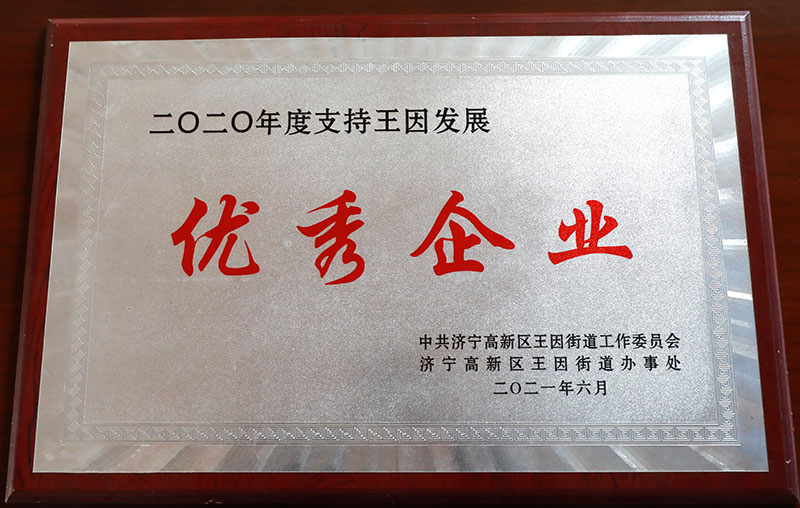 二〇二〇年度支持王因发展
优秀企业
中共济宁高新区王因街道工作委员会
济宁高新区王因街道办事处
二〇二一年六月